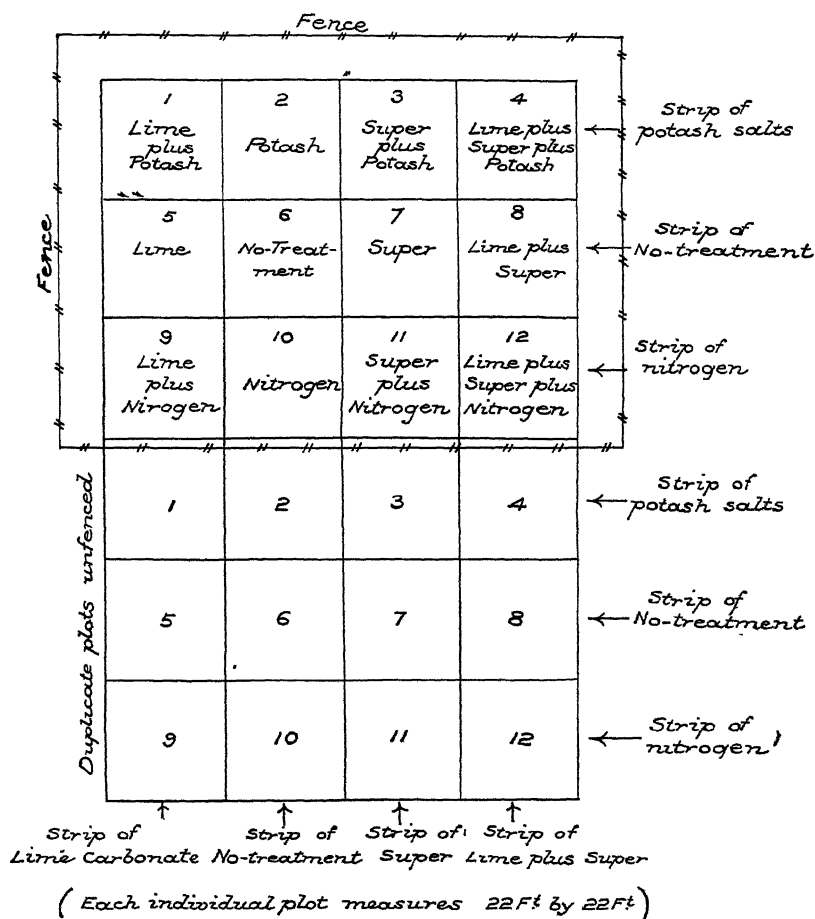 Fence
1
Lime
plus
Potash
2
Potash
3
Super
plus
Potash
4
Lime plus
Super plus
Potash
Strip of
potash salts
Fence
5
Lime
6
No-Treat-
ment
7
Super
8
Lime plus
Super
Strip of
No-treatment
9
Lime
plus
Nirogen
10
Nitrogen
11
Super
plus
Nitrogen
12
Lime plus
Super plus
Nitrogen
Strip of
nitrogen
Duplicate plots unfenced
1
2
3
4
Strip of
potash salts
5
6
7
8
Strip of
No-treatment
9
10
11
12
Strip of
nitrogen
Strip of
Lime Carbonate
Strip of
No-treatment
Strip of
Super
Strip of
Lime plus Super
(Each individual plot measures 22Ft by 22Ft)